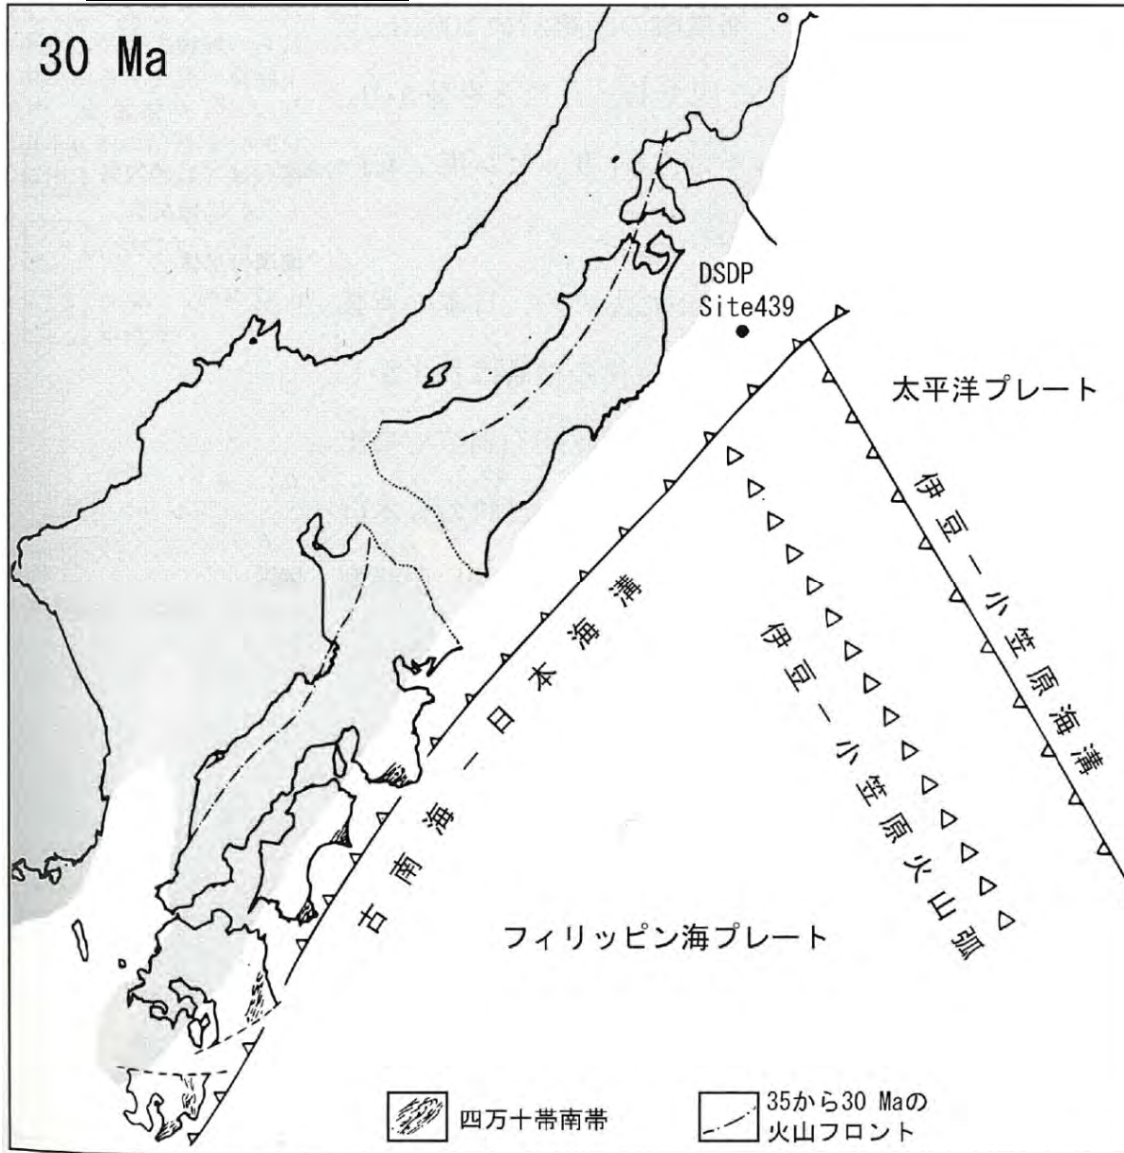 30 Ma
DSDP
Site439
太平洋プレート
伊豆－小笠原海溝
伊豆－小笠原火山弧
古南海－日本海溝
フィリッピン海プレート
四万十帯南帯
35から30 Maの
火山フロント